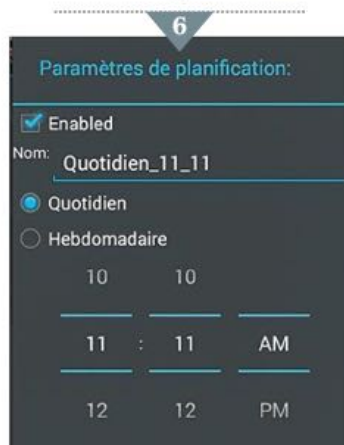 6
Paramètres de planification:
Enabled
Nom: Quotidien_11_11
Quotidien
Hebdomadaire
10 10
11 : 11 AM
12 12 PM